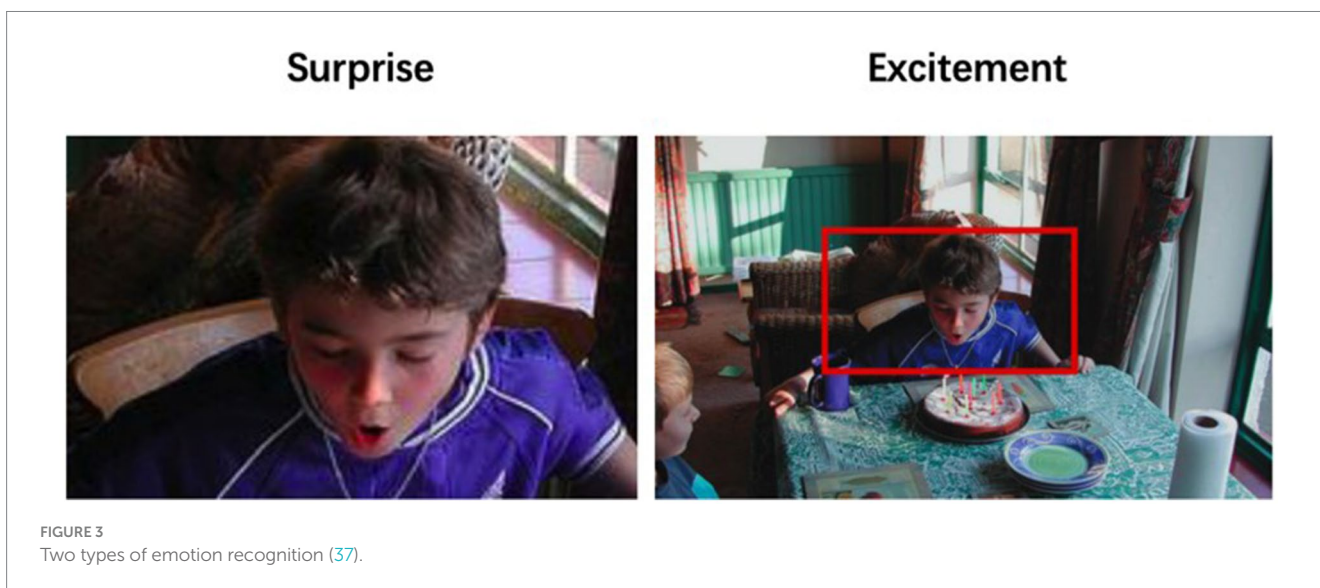 Surprise
Excitement
FIGURE 3
Two types of emotion recognition (37).